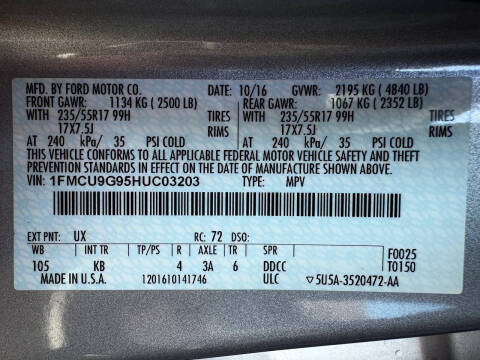 MFD. BY FORD MOTOR CO. DATE: 10/16 GVWR: 2195 KG ( 4840 LB)
FRONT GAWR: 1134 KG ( 2500 LB) REAR GAWR: 1067 KG ( 2352 LB)
WITH 235/55R17 99H TIRES WITH 235/55R17 99H TIRES
17X7.5J RIMS 17X7.5J RIMS
AT 240 kPa/ 35 PSI COLD AT 240 kPa/ 35 PSI COLD
THIS VEHICLE CONFORMS TO ALL APPLICABLE FEDERAL MOTOR VEHICLE SAFETY AND THEFT
PREVENTION STANDARDS IN EFFECT ON THE DATE OF MANUFACTURE SHOWN ABOVE.
VIN: 1FMCU9G95HUC03203 TYPE: MPV
EXT PNT: UX RC: 72 DSO:
WB INT TR TP/PS R AXLE TR SPR F0025
105 KB 4 3A 6 DDCC T0150
MADE IN U.S.A. 1201610141746 ULC ▽5U5A-3520472-AA